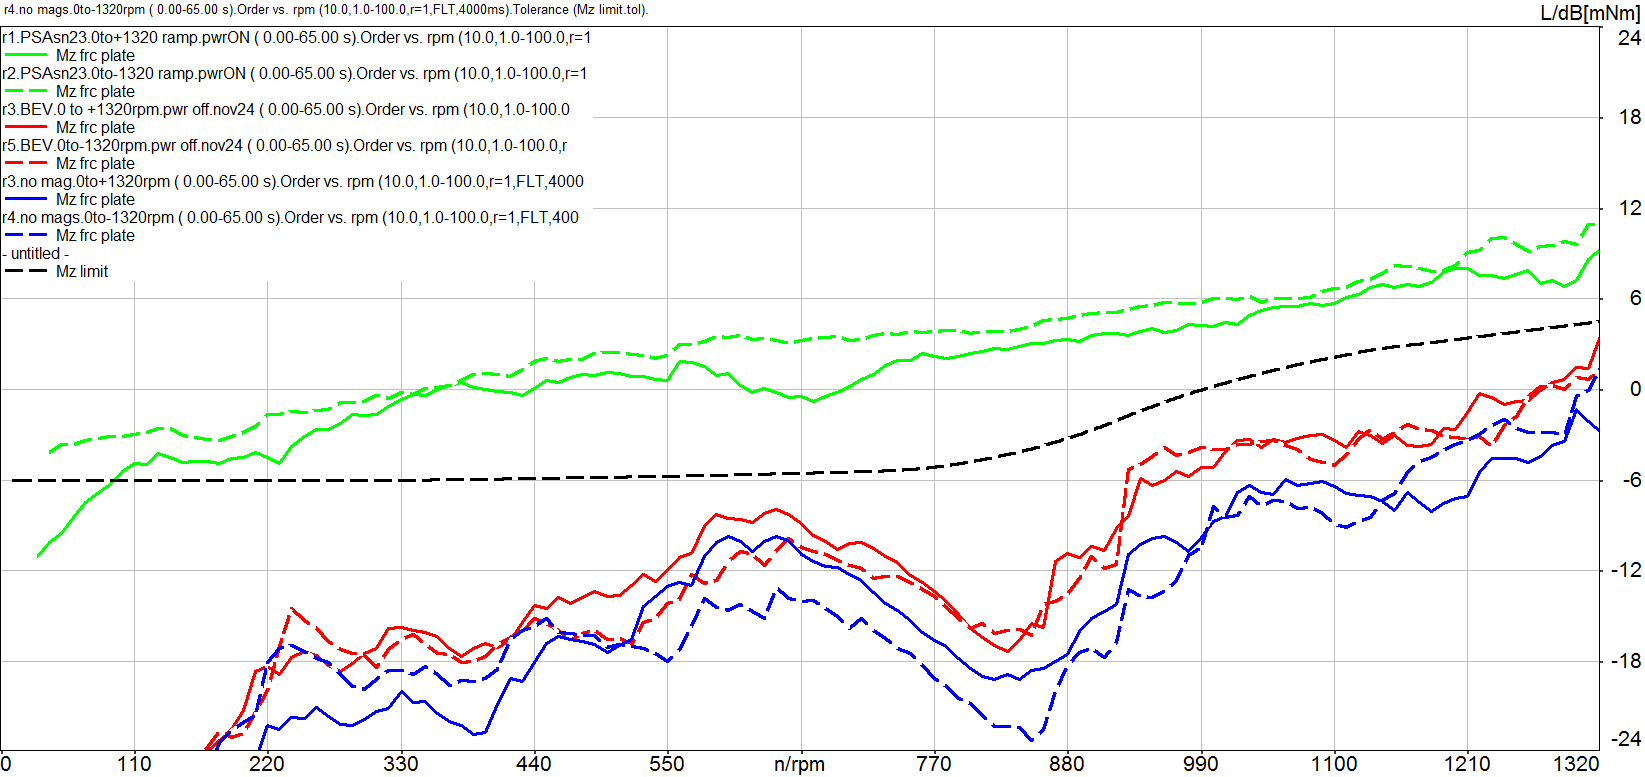 r4.no mags.0to-1320rpm ( 0.00-65.00 s).Order vs. rpm (10.0,1.0-100.0,r=1,FLT,4000ms).Tolerance (Mz limit.tol).
L/dB[mNm]
r1.PSAsn23.0to+1320 ramp.pwrON ( 0.00-65.00 s).Order vs. rpm (10.0,1.0-100.0,r=1
Mz frc plate
r2.PSAsn23.0to-1320 ramp.pwrON ( 0.00-65.00 s).Order vs. rpm (10.0,1.0-100.0,r=1
Mz frc plate
r3.BEV.0 to +1320rpm.pwr off.nov24 ( 0.00-65.00 s).Order vs. rpm (10.0,1.0-100.0
Mz frc plate
r5.BEV.0to-1320rpm.pwr off.nov24 ( 0.00-65.00 s).Order vs. rpm (10.0,1.0-100.0,r
Mz frc plate
r3.no mag.0to+1320rpm ( 0.00-65.00 s).Order vs. rpm (10.0,1.0-100.0,r=1,FLT,4000
Mz frc plate
r4.no mags.0to-1320rpm ( 0.00-65.00 s).Order vs. rpm (10.0,1.0-100.0,r=1,FLT,400
Mz frc plate
- untitled -
Mz limit
24
18
12
6
0
-6
-12
-18
-24
0 110 220 330 440 550 n/rpm 770 880 990 1100 1210 1320